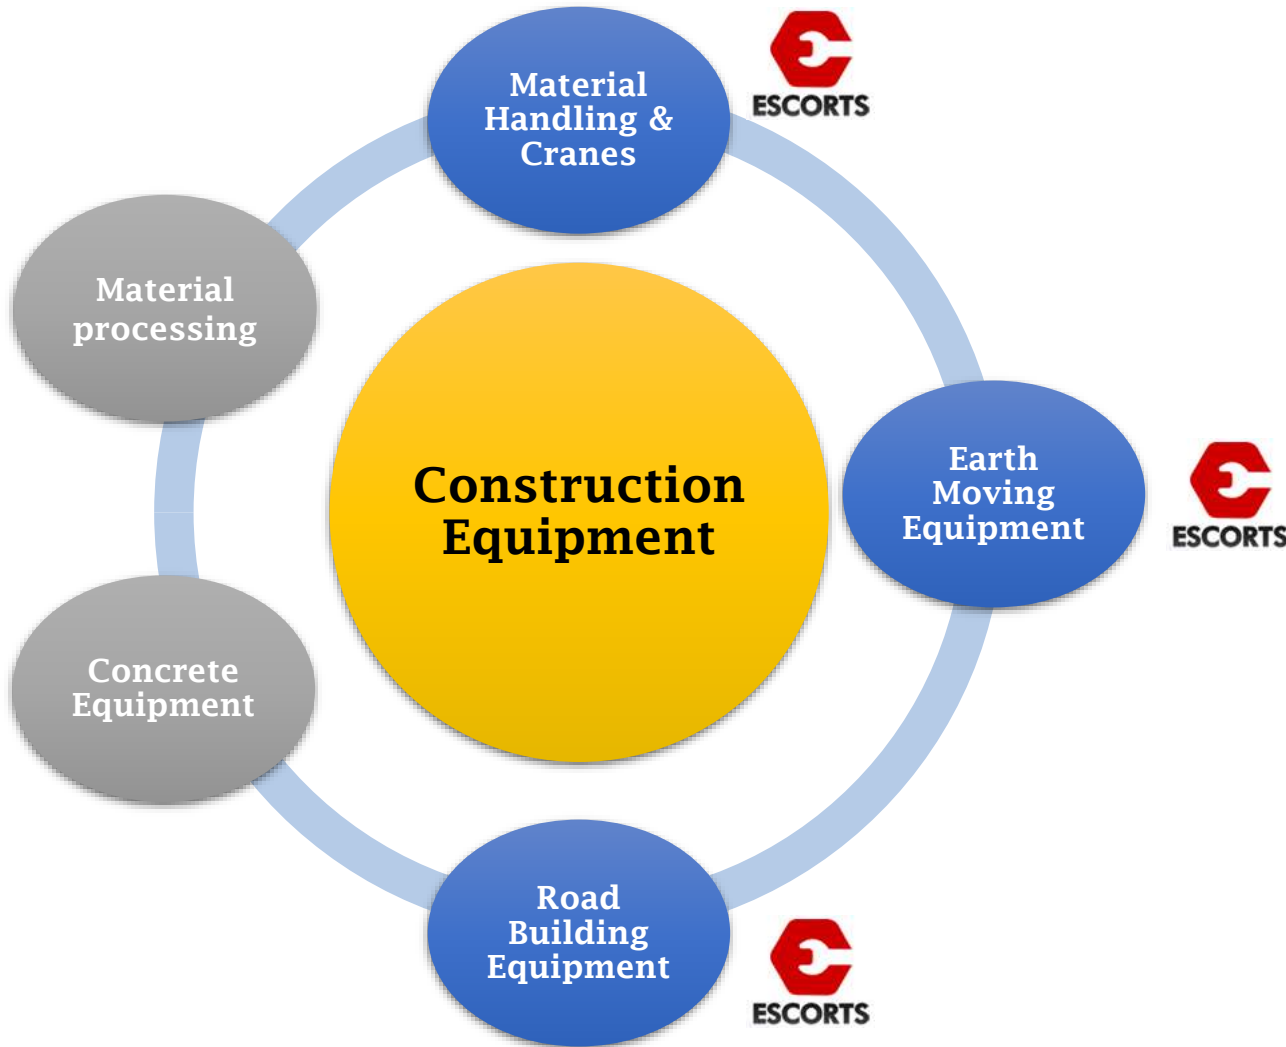 Material
Handling &
Cranes
ESCORTS
Material
processing
Construction
Equipment
Earth
Moving
Equipment
ESCORTS
Concrete
Equipment
Road
Building
Equipment
ESCORTS